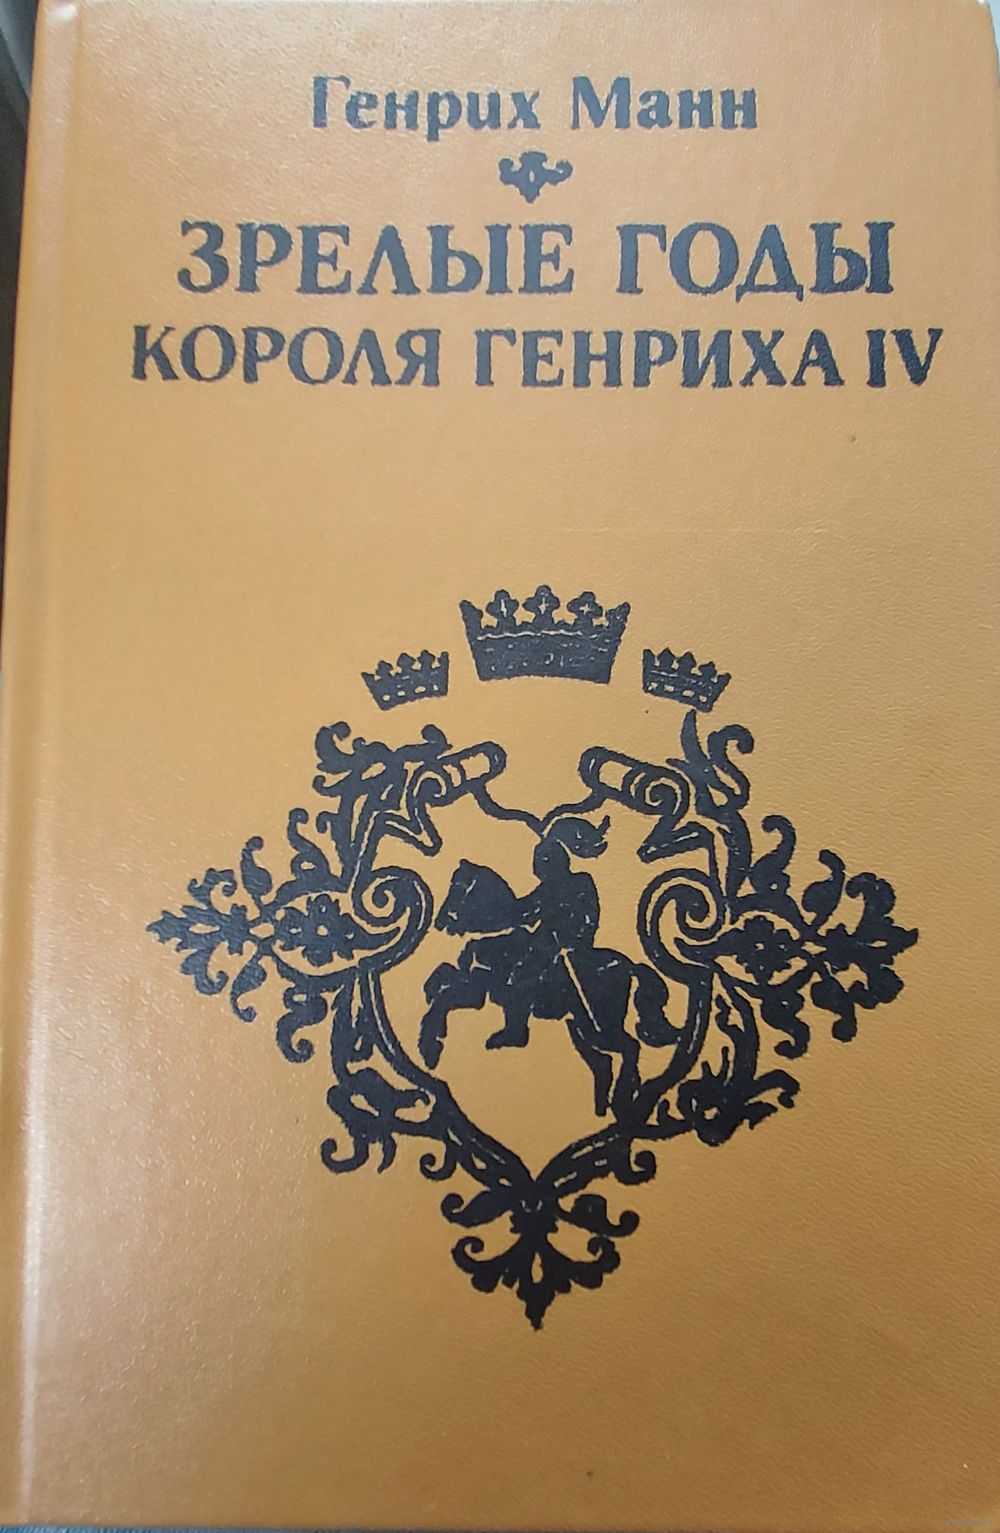 Генрих Манн
ЗРЕЛЫЕ ГОДЫ
КОРОЛЯ ГЕНРИХА IV